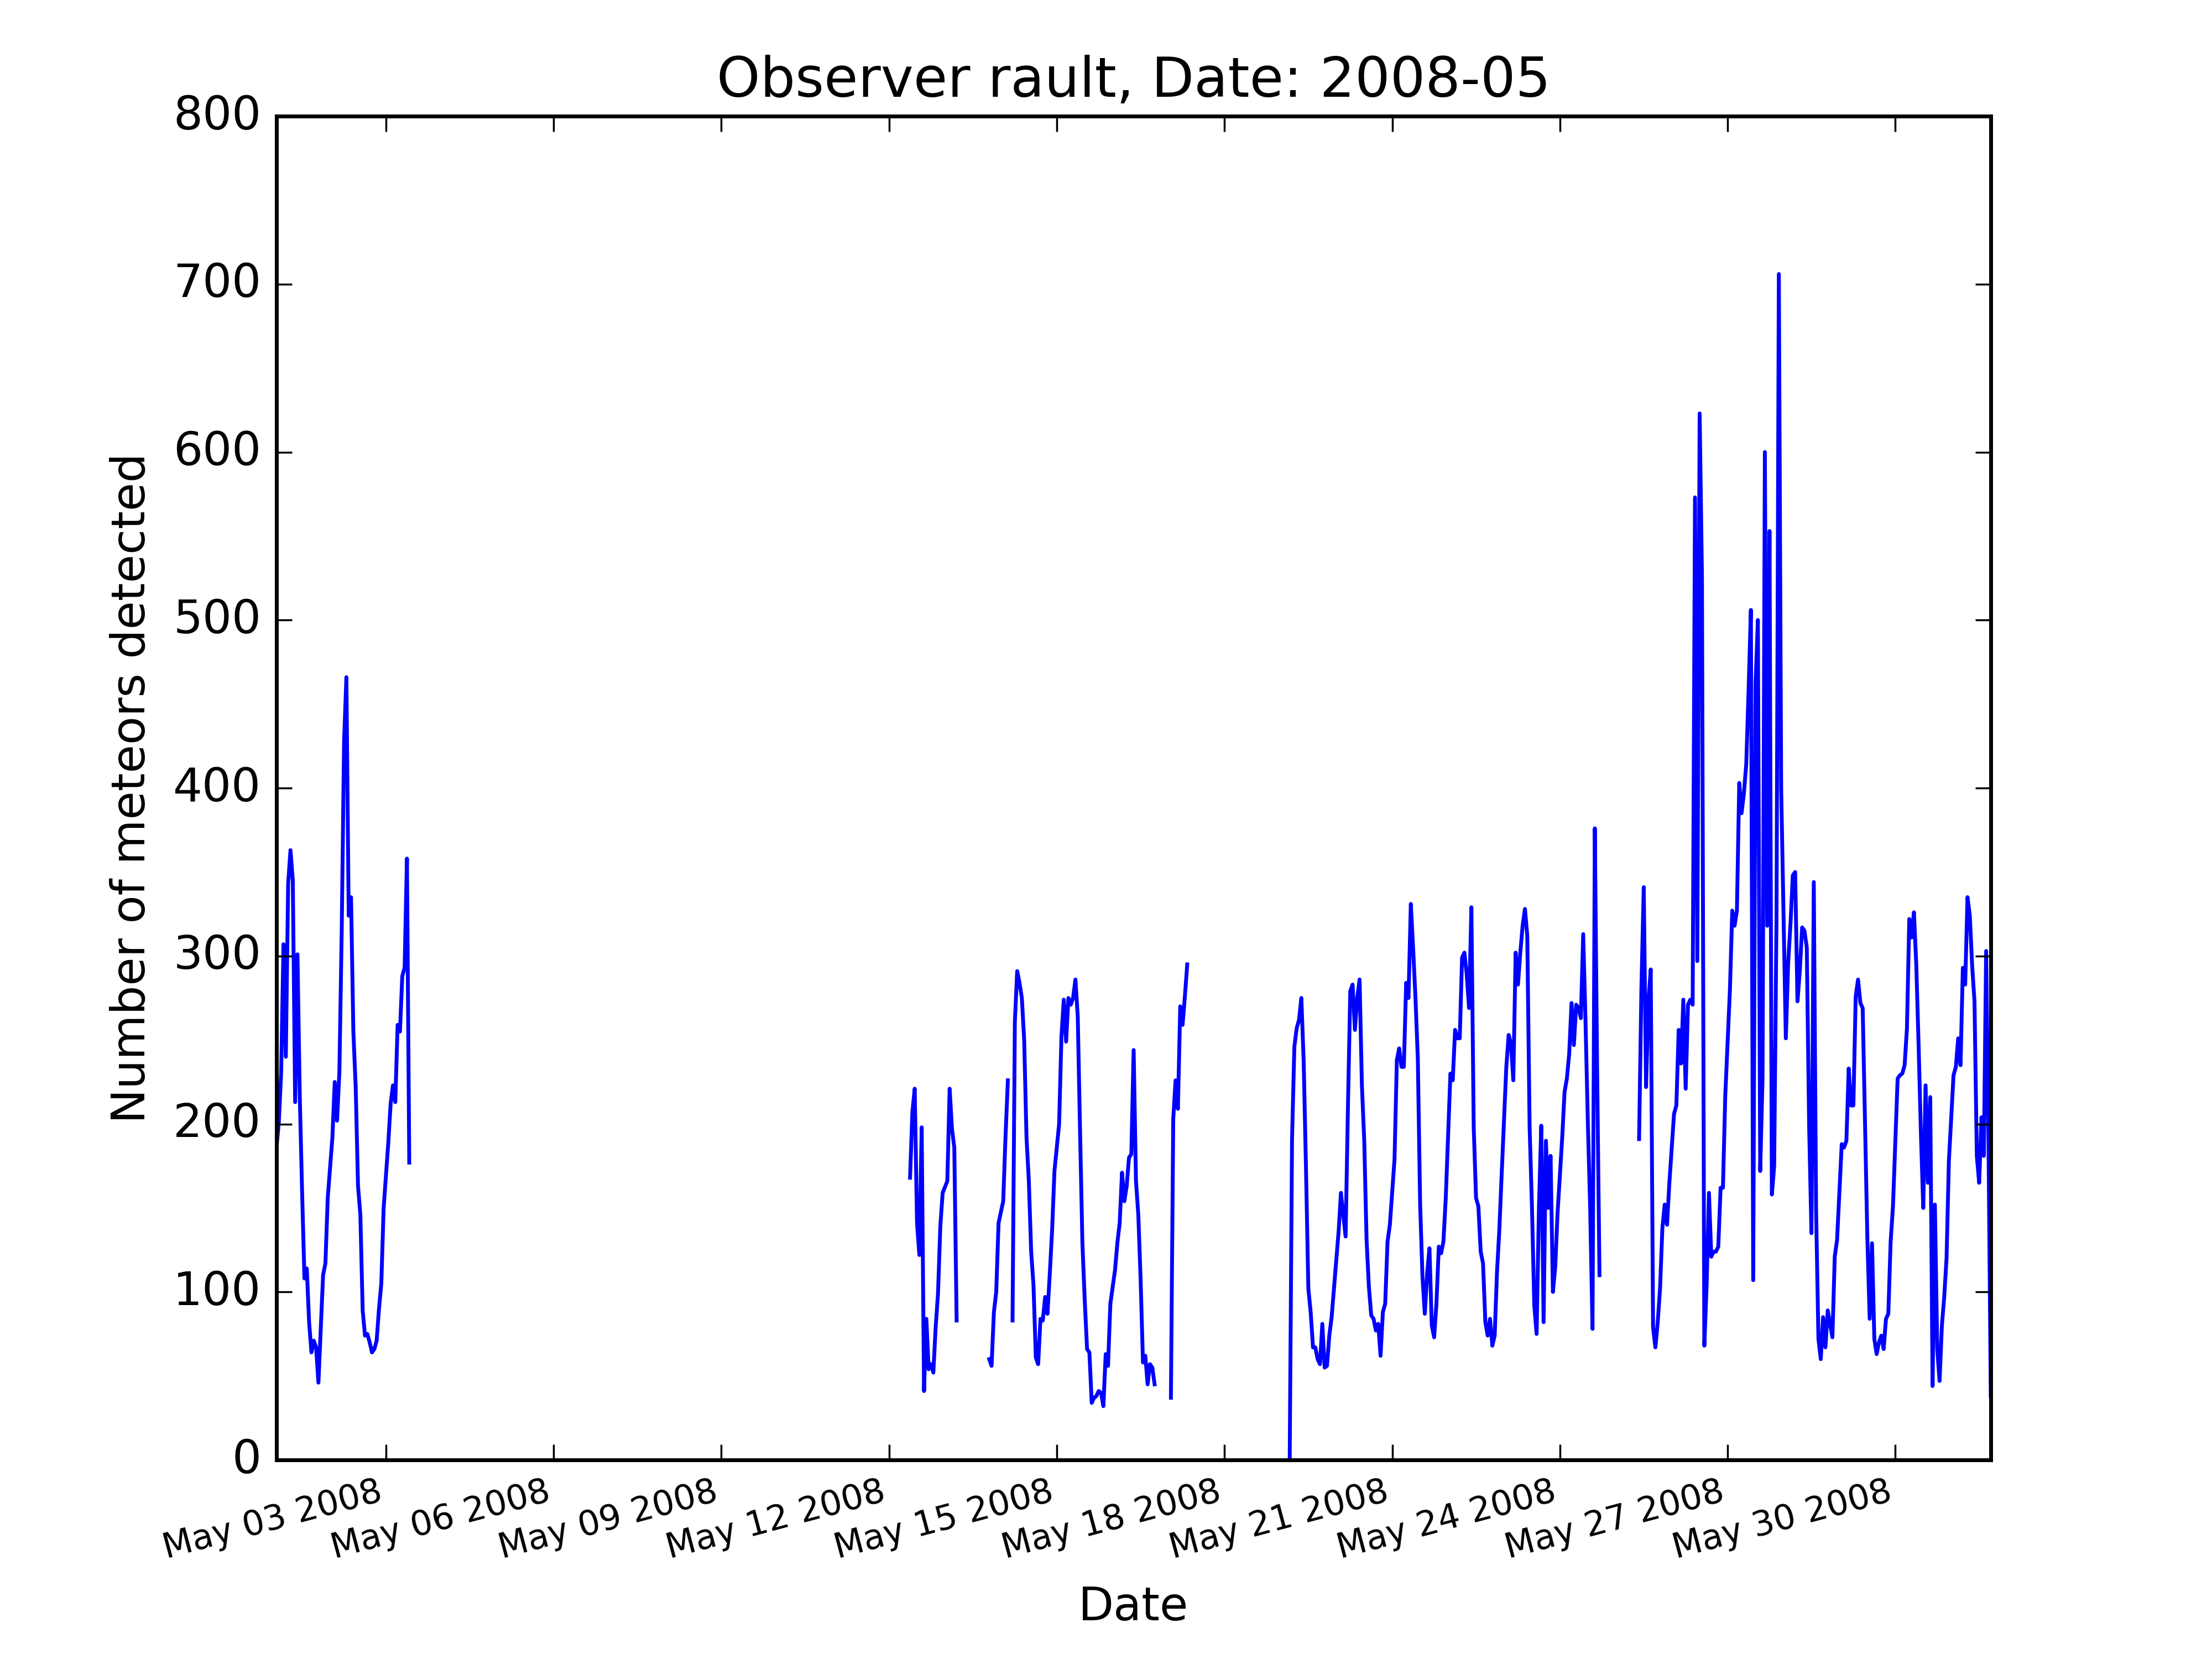 Observer rault, Date: 2008-05
800
700
600
500
400
300
200
100
0
Number of meteors detected
May 03 2008
May 06 2008
May 09 2008
May 12 2008
May 15 2008
May 18 2008
May 21 2008
May 24 2008
May 27 2008
May 30 2008
Date